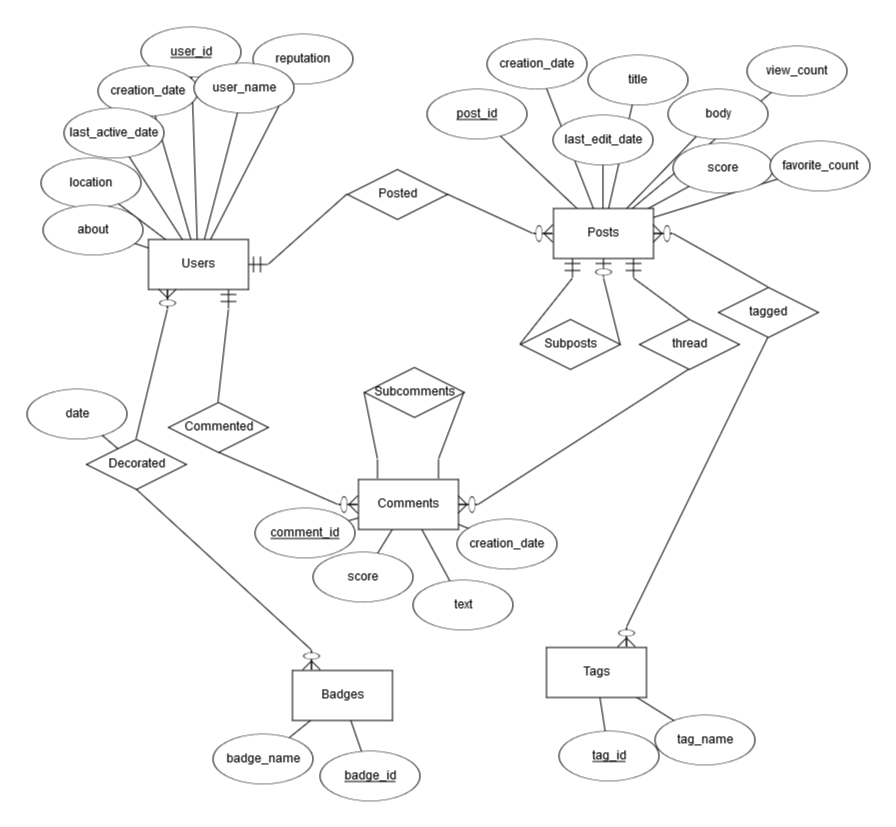 user_id
reputation
creation_date
user_name
last_active_date
location
about
Users
creation_date
title
view_count
post_id
body
last_edit_date
score
favorite_count
Posted
Posts
tagged
Subposts
thread
Subcomments
date
Commented
Decorated
Comments
comment_id
creation_date
score
text
Badges
Tags
badge_name
badge_id
tag_id
tag_name